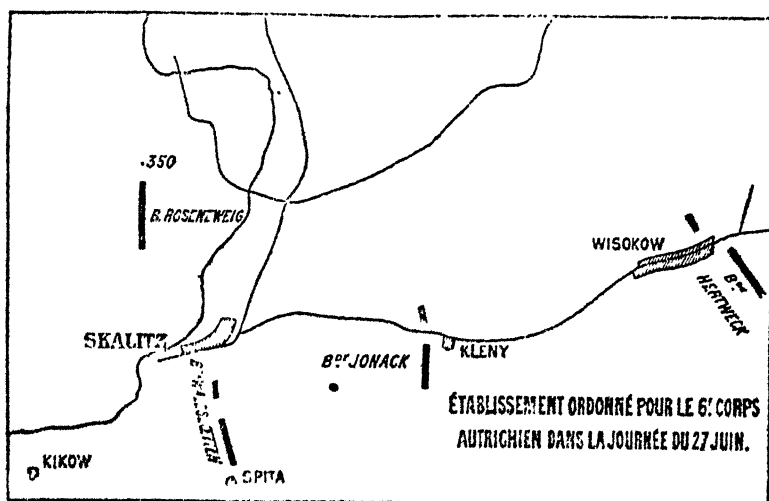 .350
B. ROSENZWEIG
WISOKOW
Bde
HERTWECK
SKALITZ
Bde JONACK
KLENY
ÉTABLISSEMENT ORDONNÉ POUR LE 6e CORPS
AUTRICHIEN DANS LA JOURNÉE DU 27 JUIN.
KIKOW
SPITA